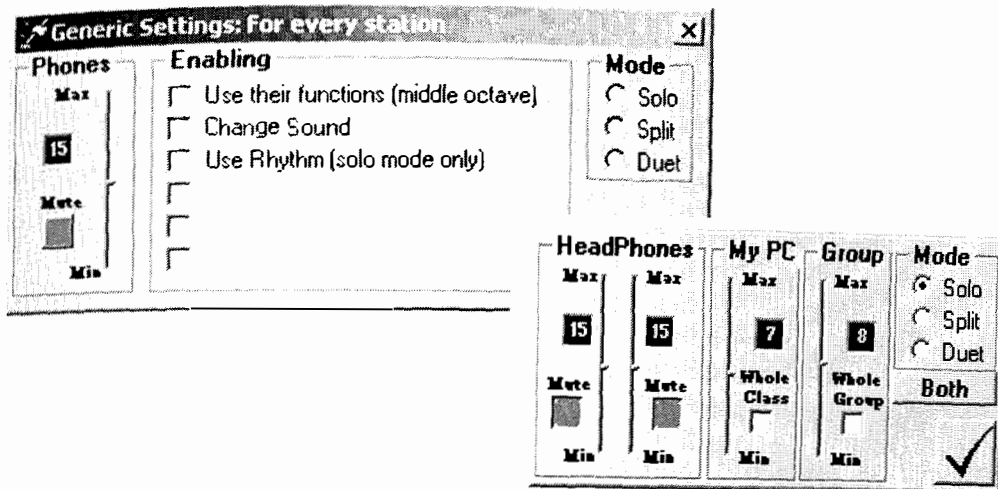 Generic Settings: For every station
Phones
Max
15
Mute
Min
Enabling
Use their functions (middle octave)
Change Sound
Use Rhythm (solo mode only)
Mode
Solo
Split
Duet
HeadPhones
Max Max
15 15
Mute Mute
Min Min
My PC
Max
7
Whole
Class
Min
Group
Max
8
Whole
Group
Min
Mode
Solo
Split
Duet
Both